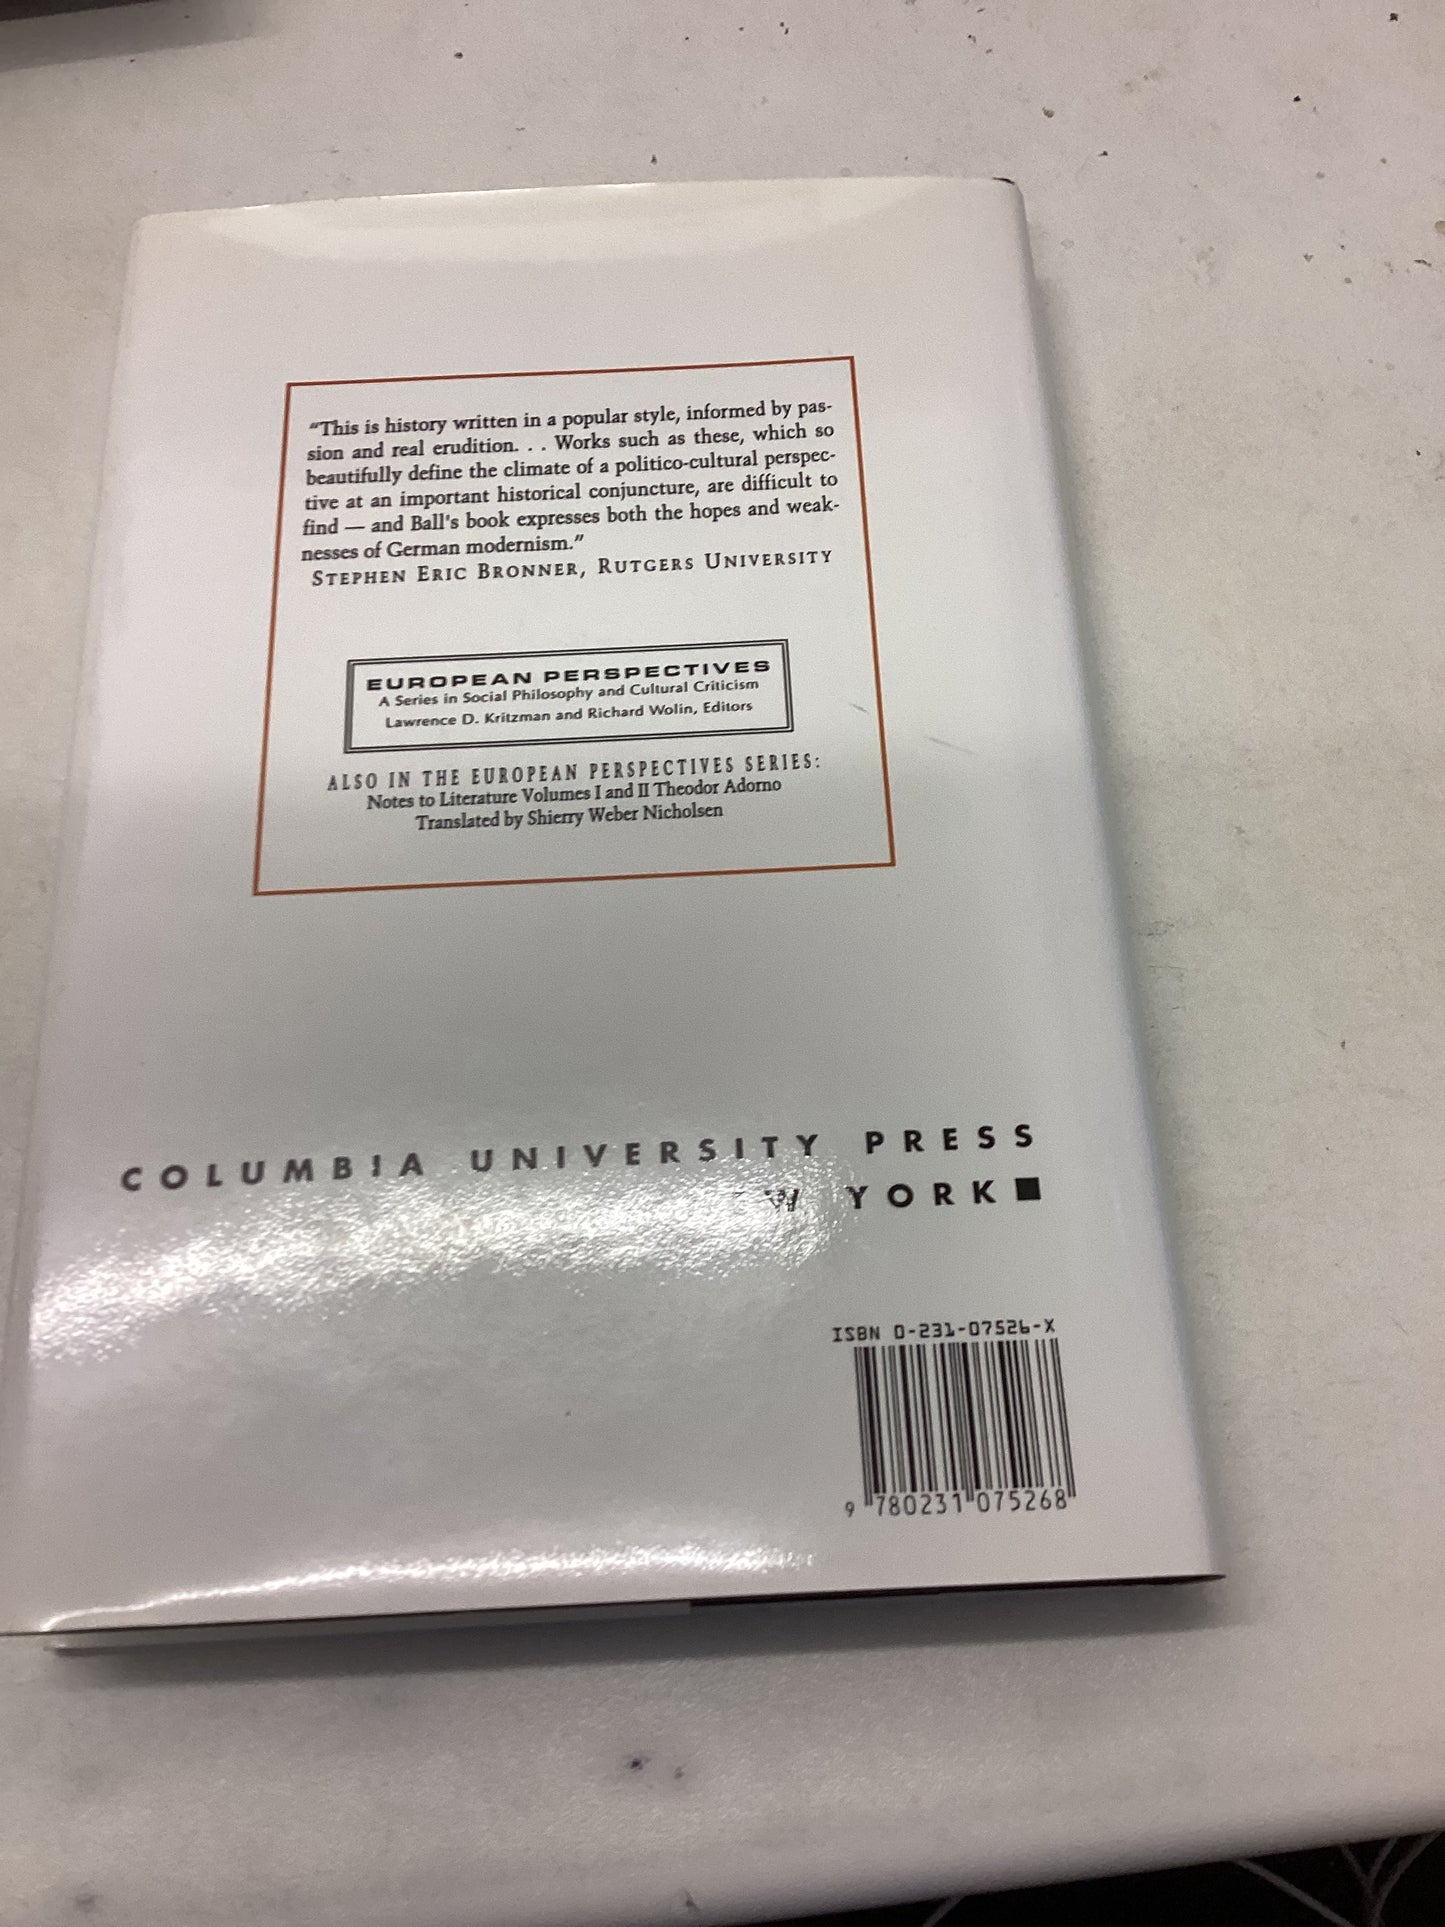 “This is history written in a popular style, informed by pas-
sion and real erudition. . . Works such as these, which so
beautifully define the climate of a politico-cultural perspec-
tive at an important historical conjuncture, are difficult to
find — and Ball's book expresses both the hopes and weak-
nesses of German modernism.”
STEPHEN ERIC BRONNER, RUTGERS UNIVERSITY
EUROPEAN PERSPECTIVES
A Series in Social Philosophy and Cultural Criticism
Lawrence D. Kritzman and Richard Wolin, Editors
ALSO IN THE EUROPEAN PERSPECTIVES SERIES:
Notes to Literature Volumes I and II Theodor Adorno
Translated by Shierry Weber Nicholsen
COLUMBIA UNIVERSITY PRESS
YORK
ISBN 0-231-07526-X
9 780231 075268